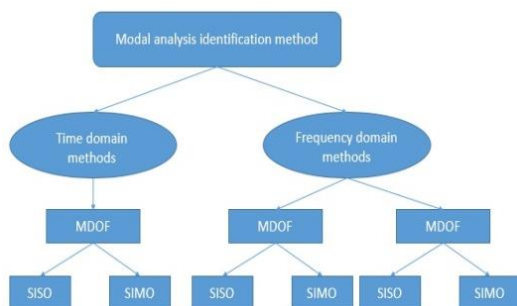 Modal analysis identification method
Time domain
methods
Frequency domain
methods
MDOF
MDOF
MDOF
SISO
SIMO
SISO
SIMO
SISO
SIMO